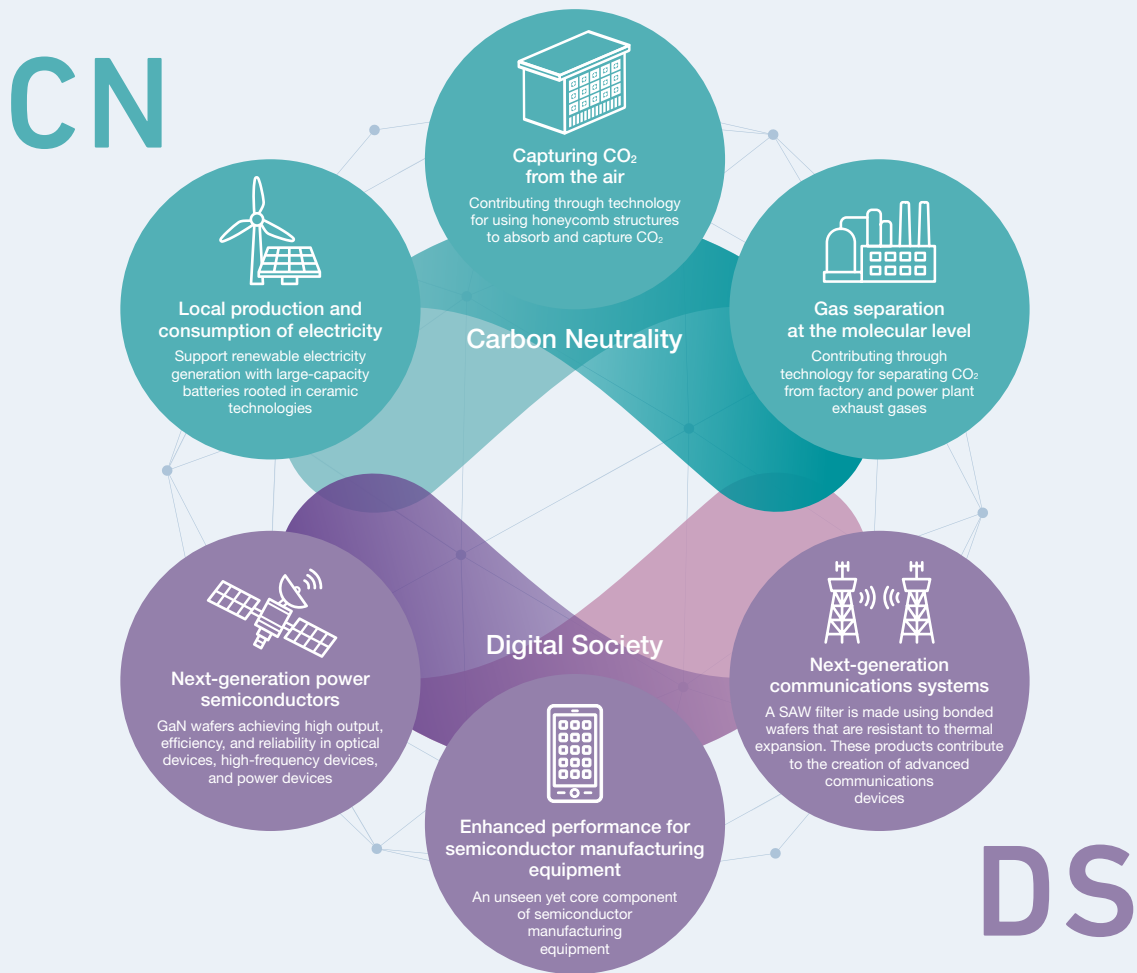 CN
Capturing CO₂
from the air
Contributing through technology
for using honeycomb structures
to absorb and capture CO₂
Local production and
consumption of electricity
Support renewable electricity
generation with large-capacity
batteries rooted in ceramic
technologies
Gas separation
at the molecular level
Contributing through
technology for separating CO₂
from factory and power plant
exhaust gases
Carbon Neutrality
Digital Society
Next-generation power
semiconductors
GaN wafers achieving high output,
efficiency, and reliability in optical
devices, high-frequency devices,
and power devices
Next-generation
communications systems
A SAW filter is made using bonded
wafers that are resistant to thermal
expansion. These products contribute
to the creation of advanced
communications
devices
Enhanced performance for
semiconductor manufacturing
equipment
An unseen yet core component
of semiconductor
manufacturing
equipment
DS